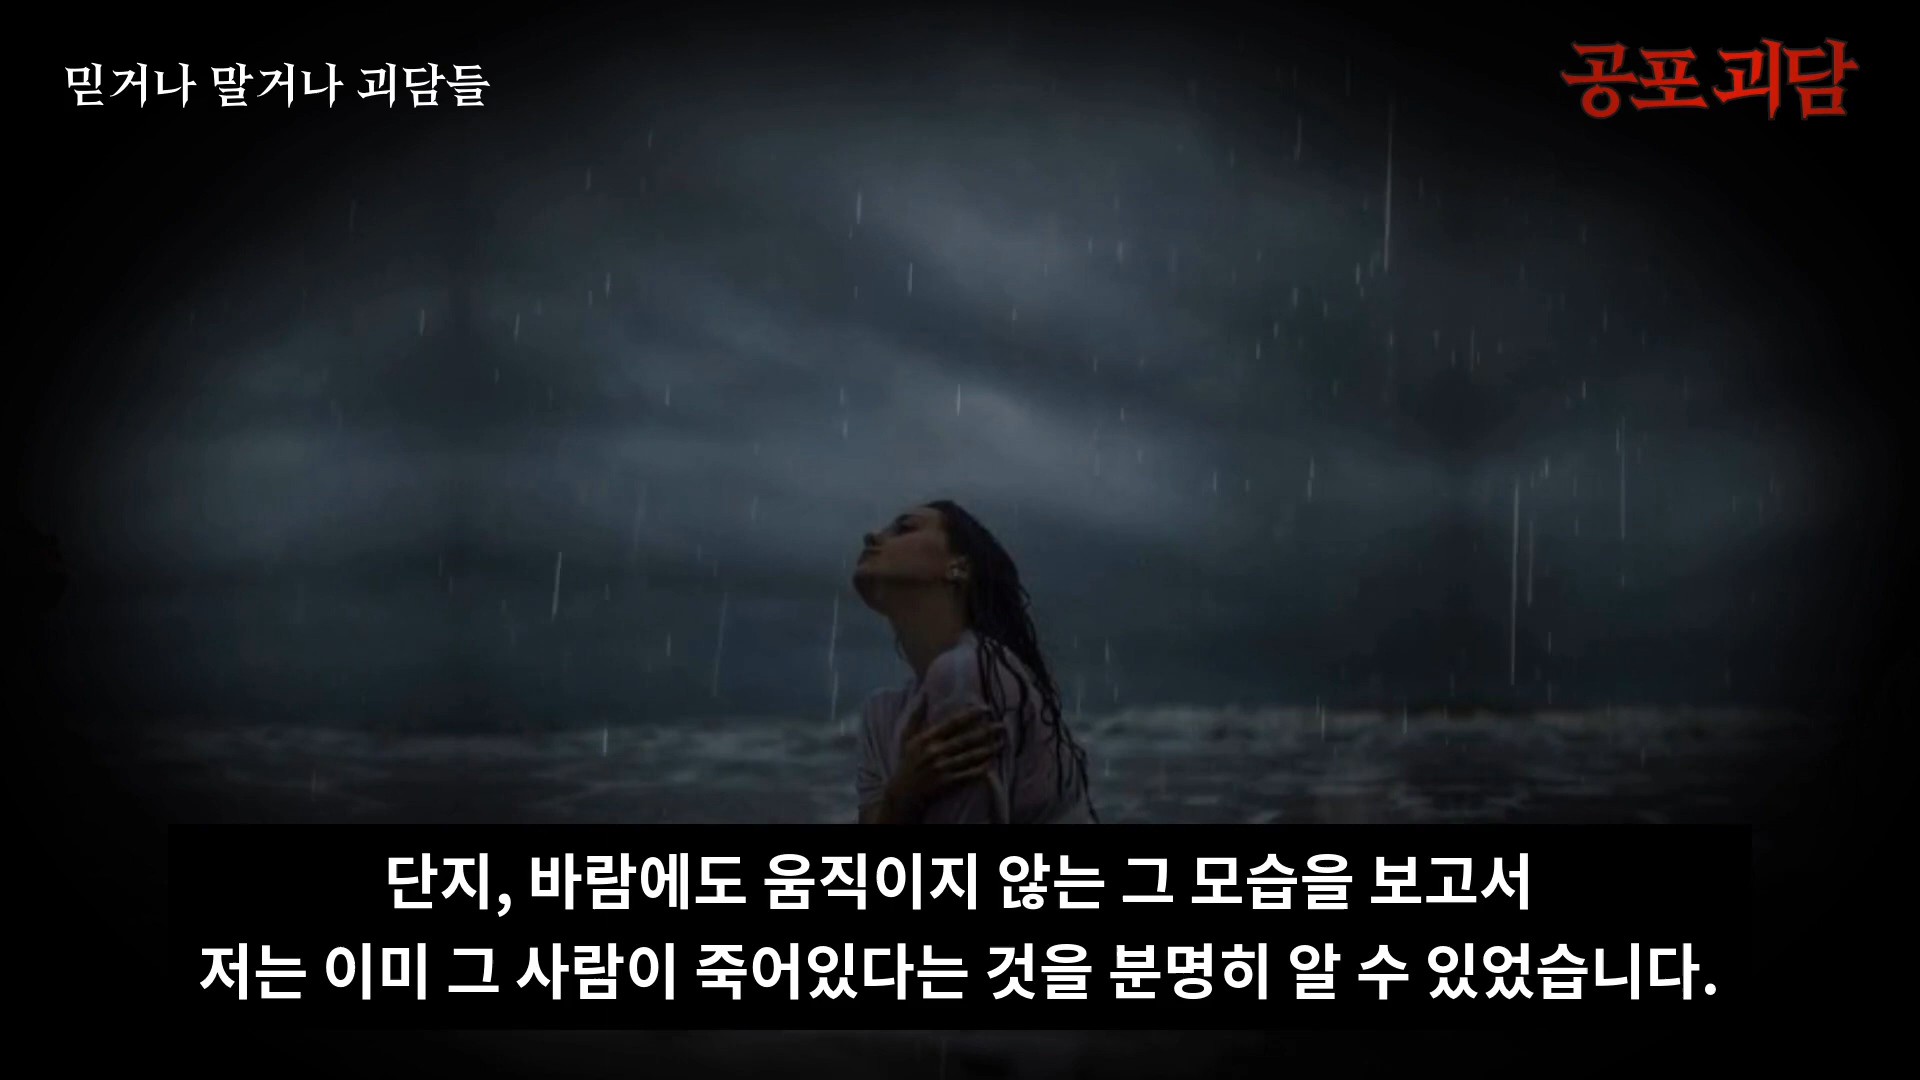 믿거나 말거나 괴담들
공포 괴담
단지, 바람에도 움직이지 않는 그 모습을 보고서
저는 이미 그 사람이 죽어있다는 것을 분명히 알 수 있었습니다.